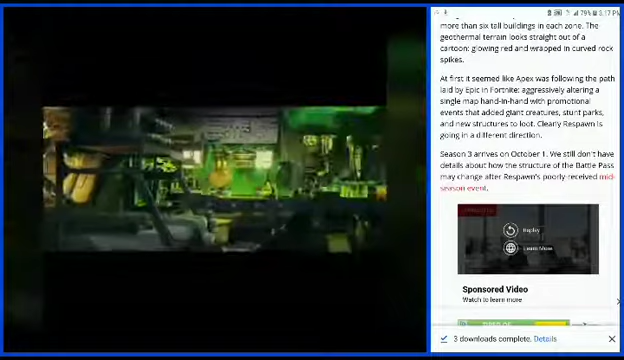 79% 3:17 PM
more than six tall buildings in each zone. The
geothermal terrain looks straight out of a
cartoon: glowing red and wrapped in curved rock
spikes.
At first it seemed like Apex was following the path
laid by Epic in Fortnite: aggressively altering a
single map hand-in-hand with promotional
events that added giant creatures, stunt parks,
and new structures to loot. Clearly Respawn is
going in a different direction.
Season 3 arrives on October 1. We still don't have
details about how the structure of the Battle Pass
may change after Respawn's poorly-received mid-
season event.
Replay
Learn More
Sponsored Video
Watch to learn more
3 downloads complete. Details